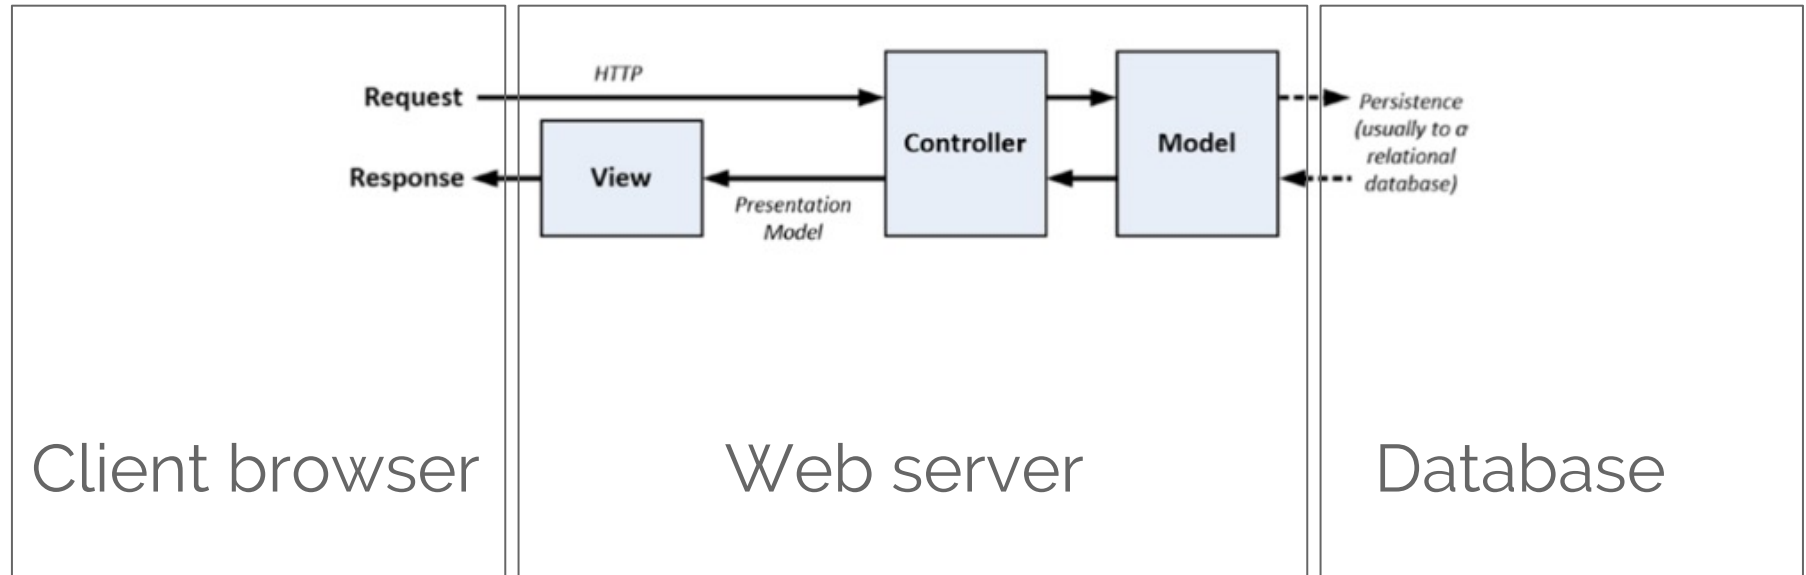 HTTP
Request
Controller
Model
Persistence
(usually to a
relational
database)
Response
View
Presentation
Model
Client browser
Web server
Database